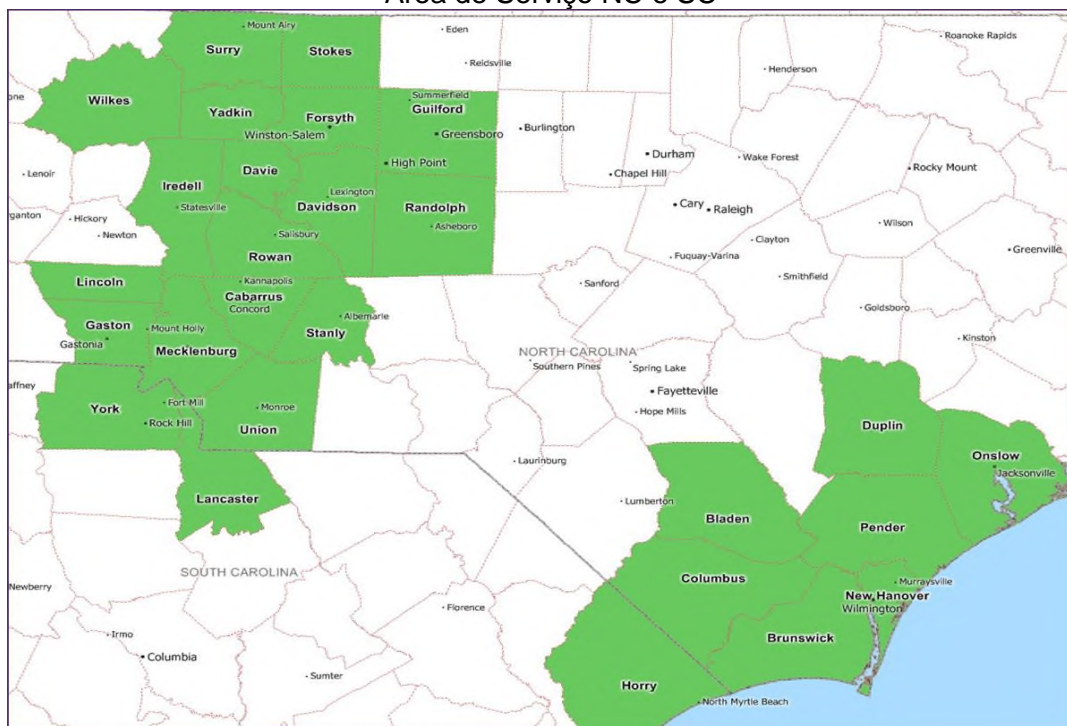 Área de Serviço NC e SC
Mount Airy
Surry
Stokes
Eden
Reidsville
Roanoke Rapids
Henderson
Wilkes
Yadkin
Forsyth
Winston-Salem
Summerfield
Guilford
Greensboro
Burlington
High Point
Durham
Chapel Hill
Wake Forest
Rocky Mount
Lenoir
Iredell
Davie
Statesville
Lexington
Davidson
Randolph
Asheboro
Cary
Raleigh
Wilson
Hickory
Newton
Salisbury
Rowan
Clayton
Greenville
Fuquay-Varina
Smithfield
Lincoln
Kannapolis
Cabarrus
Concord
Sanford
Goldsboro
Gaston
Gastonia
Mount Holly
Mecklenburg
Stanly
Albemarle
Kinston
NORTH CAROLINA
Southern Pines
Spring Lake
Fayetteville
Hope Mills
affney
York
Fort Mill
Rock Hill
Monroe
Union
Duplin
Onslow
Jacksonville
Laurinburg
Lumberton
Lancaster
Bladen
Pender
SOUTH CAROLINA
Columbus
Newberry
Murraysville
New Hanover
Wilmington
Florence
Brunswick
Irmo
Columbia
Sumter
Horry
North Myrtle Beach